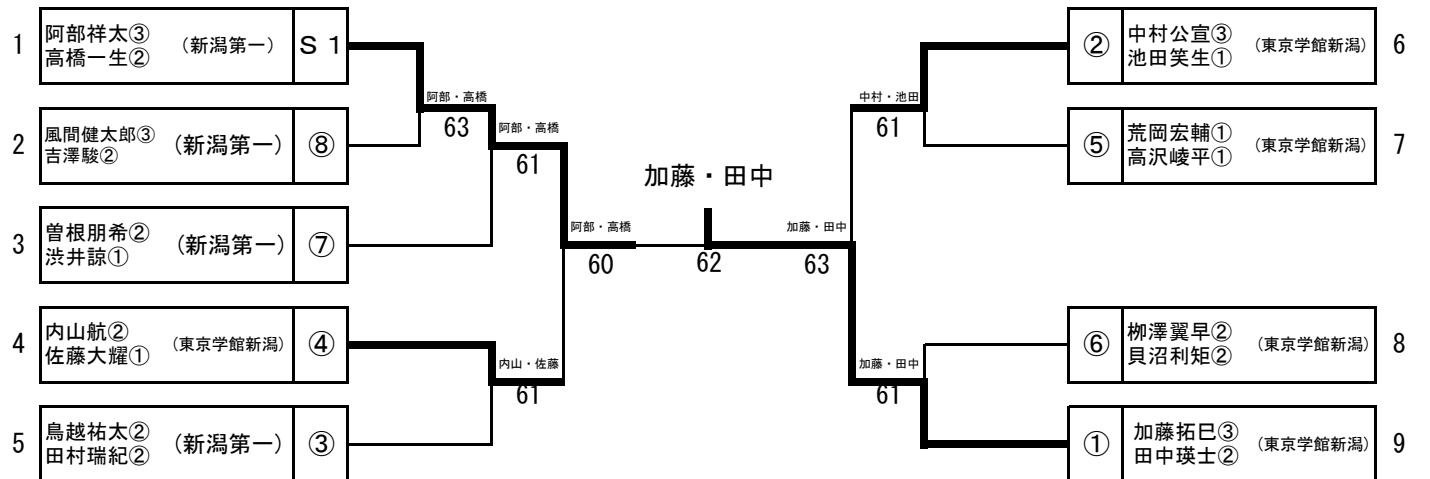 1 阿部祥太③ (新潟第一) S 1
高橋一生②
2 風間健太郎③ (新潟第一) ⑧
吉澤駿②
3 曽根朋希② (新潟第一) ⑦
渋井諒①
4 内山航② (東京学館新潟) ④
佐藤大耀①
5 鳥越祐太② (新潟第一) ③
田村瑞紀②
阿部・高橋
63
阿部・高橋
61
内山・佐藤
61
阿部・高橋
60
加藤・田中
62
加藤・田中
63
中村・池田
61
加藤・田中
61
② 中村公宣③ (東京学館新潟) 6
池田笑生①
⑤ 荒岡宏輔① (東京学館新潟) 7
高沢崚平①
⑥ 栁澤翼早② (東京学館新潟) 8
貝沼利矩②
① 加藤拓巳③ (東京学館新潟) 9
田中瑛士②